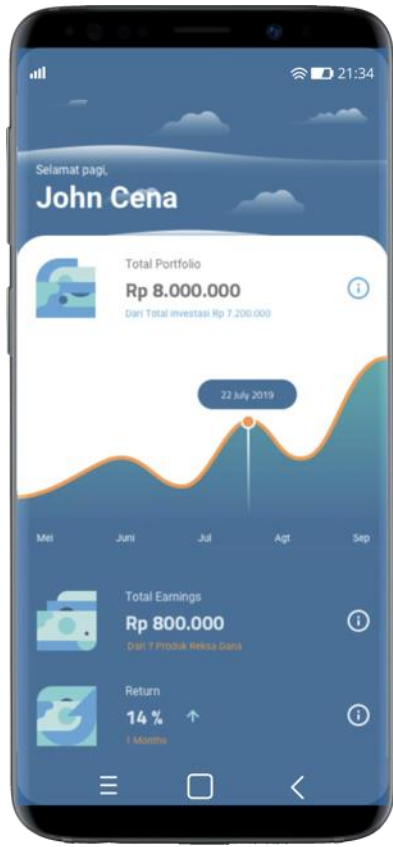 21:34
Selamat pagi,
John Cena
Total Portfolio
Rp 8.000.000
Dari Total investasi Rp 7.200.000
22 July 2019
Mei Juni Jul Agt Sep
Total Earnings
Rp 800.000
Dari 7 Produk Reksa Dana
Return
14 %
1 Months